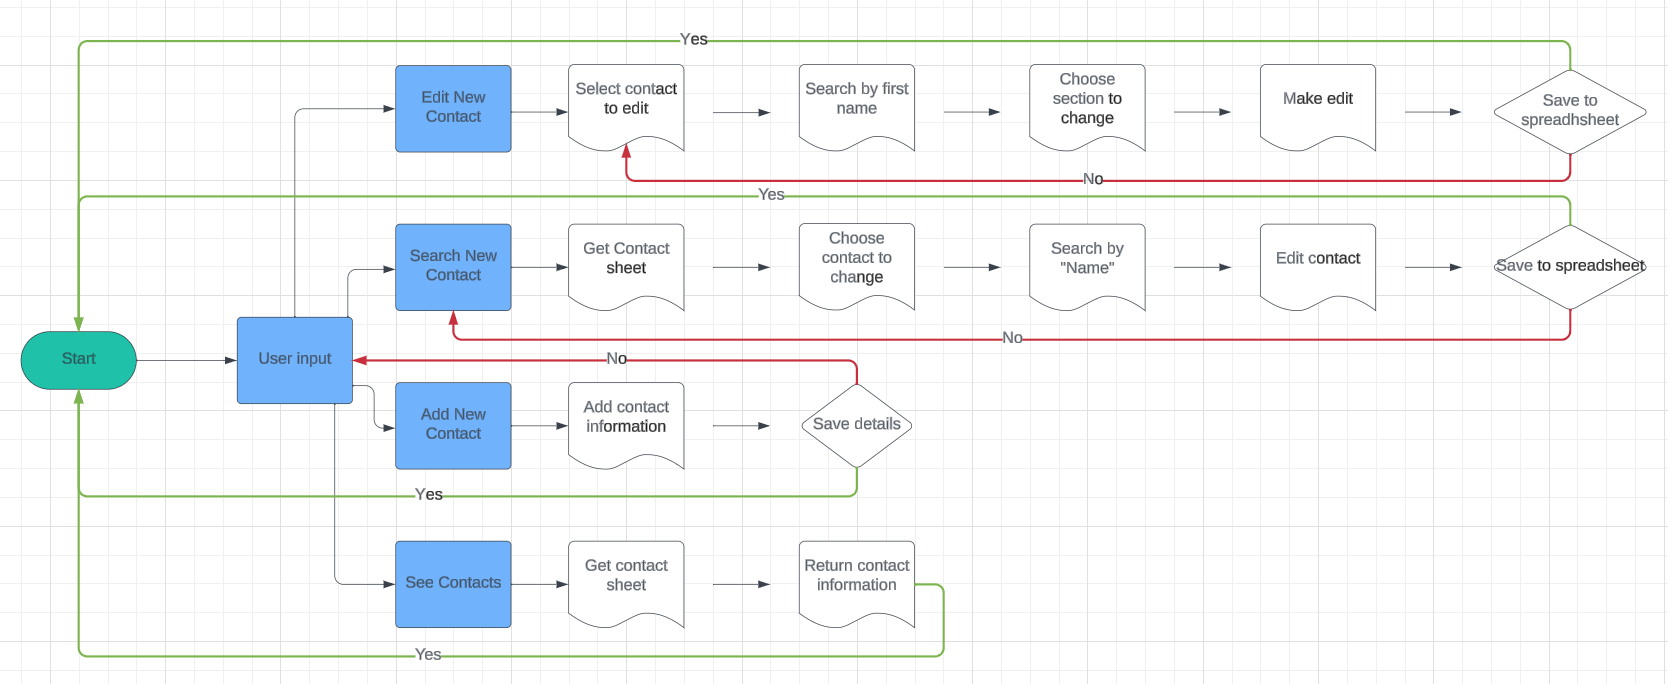 Yes
Edit New
Contact
Select contact
to edit
Search by first
name
Choose
section to
change
Make edit
Save to
spreadhsheet
No
Yes
Search New
Contact
Get Contact
sheet
Choose
contact to
change
Search by
"Name"
Edit contact
Save to spreadsheet
No
Start
User input
No
Add New
Contact
Add contact
information
Save details
Yes
See Contacts
Get contact
sheet
Return contact
information
Yes